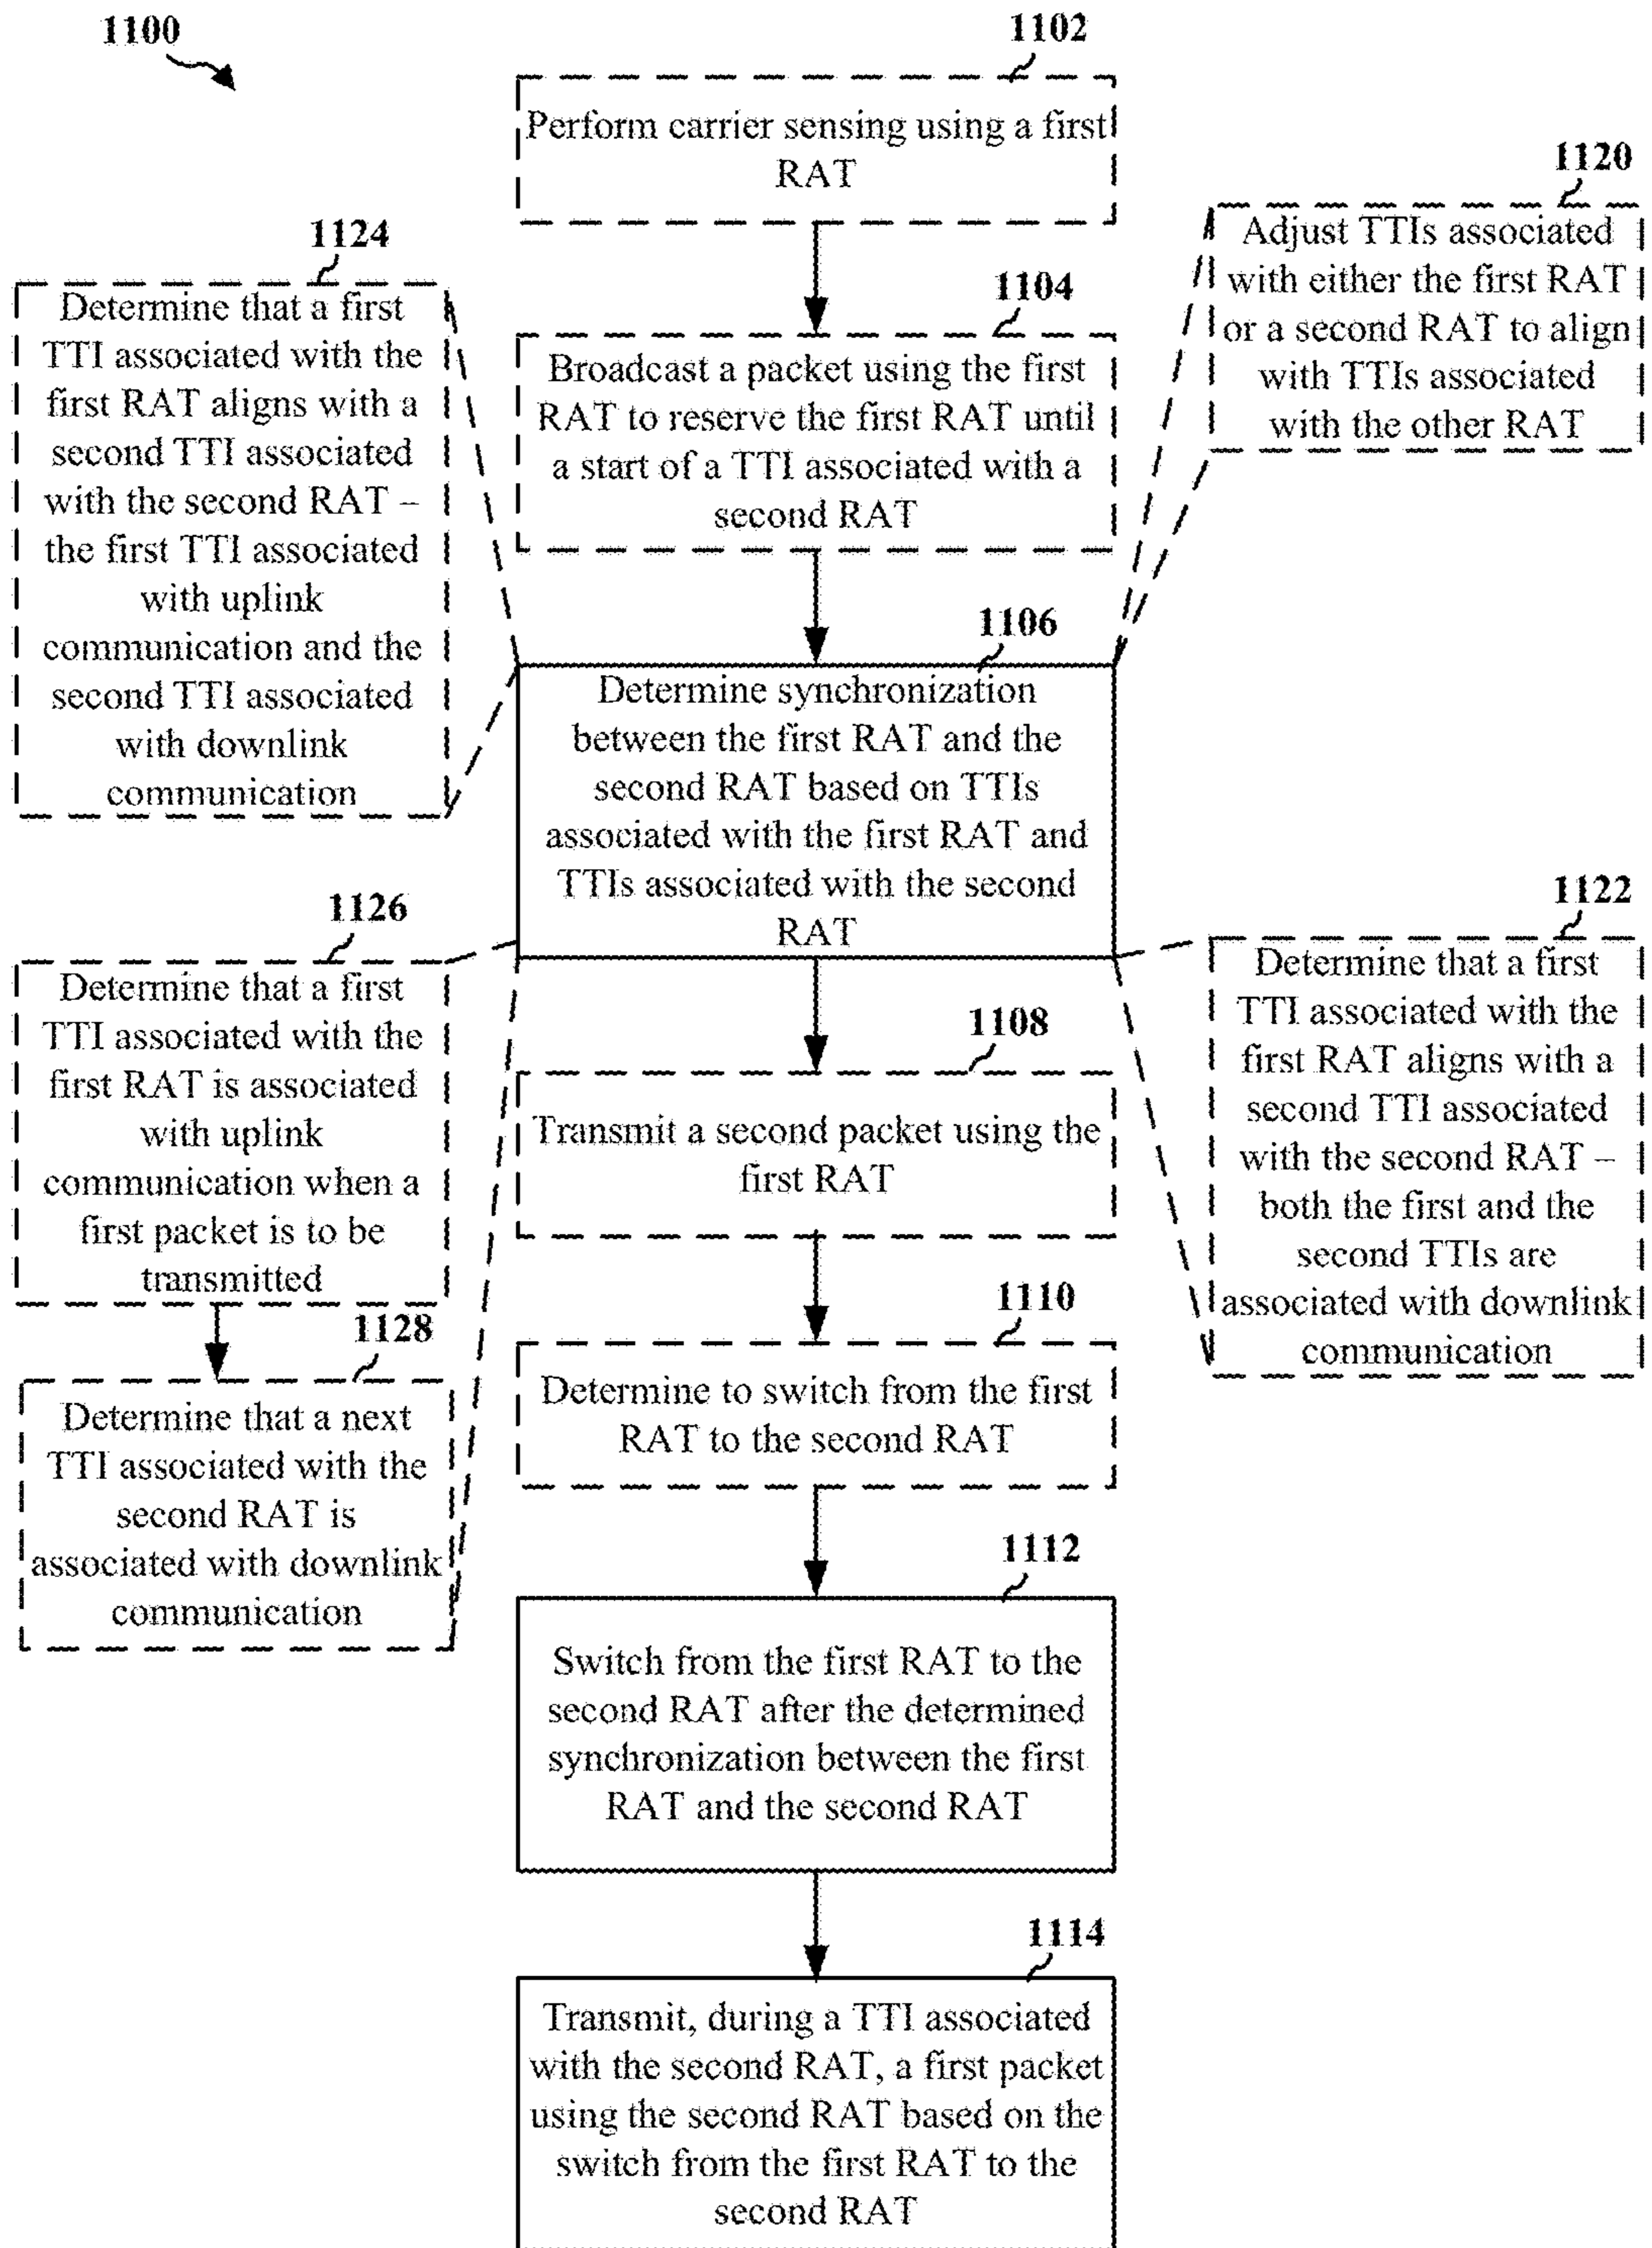 1100
1102
Perform carrier sensing using a first
RAT
1104
Broadcast a packet using the first
RAT to reserve the first RAT until
a start of a TTI associated with a
second RAT
1120
Adjust TTIs associated
with either the first RAT
or a second RAT to align
with TTIs associated
with the other RAT
1124
Determine that a first
TTI associated with the
first RAT aligns with a
second TTI associated
with the second RAT –
the first TTI associated
with uplink
communication and the
second TTI associated
with downlink
communication
1106
Determine synchronization
between the first RAT and the
second RAT based on TTIs
associated with the first RAT and
TTIs associated with the second
RAT
1126
Determine that a first
TTI associated with the
first RAT is associated
with uplink
communication when a
first packet is to be
transmitted
1128
Determine that a next
TTI associated with the
second RAT is
associated with downlink
communication
1122
Determine that a first
TTI associated with the
first RAT aligns with a
second TTI associated
with the second RAT –
both the first and the
second TTIs are
associated with downlink
communication
1108
Transmit a second packet using the
first RAT
1110
Determine to switch from the first
RAT to the second RAT
1112
Switch from the first RAT to the
second RAT after the determined
synchronization between the first
RAT and the second RAT
1114
Transmit, during a TTI associated
with the second RAT, a first packet
using the second RAT based on the
switch from the first RAT to the
second RAT